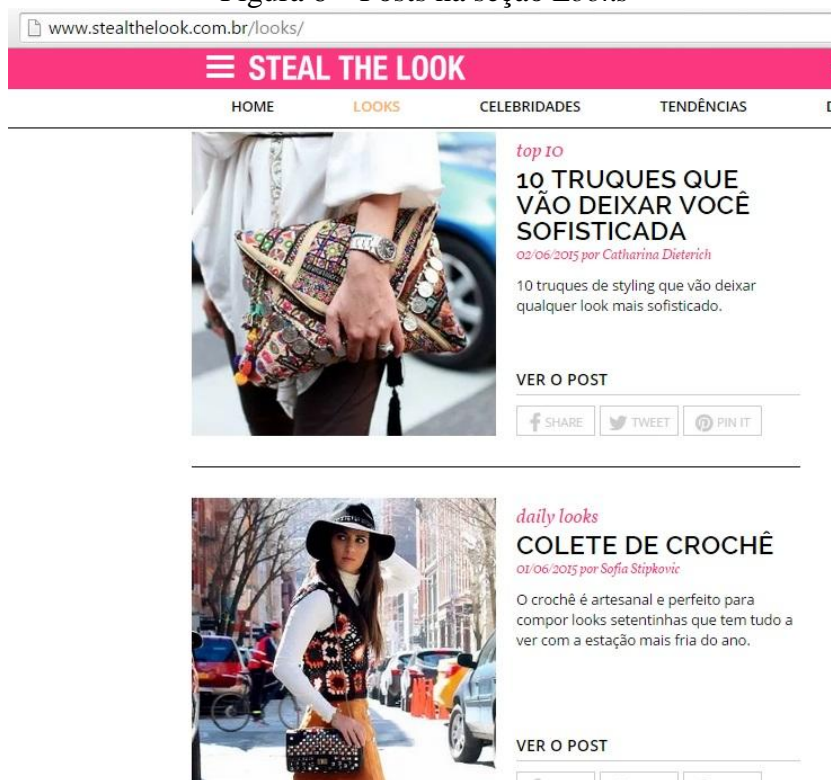 www.stealthelook.com.br/looks/
STEAL THE LOOK
HOME LOOKS CELEBRIDADES TENDÊNCIAS
top 10
10 TRUQUES QUE
VÃO DEIXAR VOCÊ
SOFISTICADA
02/06/2015 por Catharina Dieterich
10 truques de styling que vão deixar
qualquer look mais sofisticado.
VER O POST
SHARE TWEET PIN IT
daily looks
COLETE DE CROCHÊ
01/06/2015 por Sofia Stipkovic
O crochê é artesanal e perfeito para
compor looks setentinhas que tem tudo a
ver com a estação mais fria do ano.
VER O POST